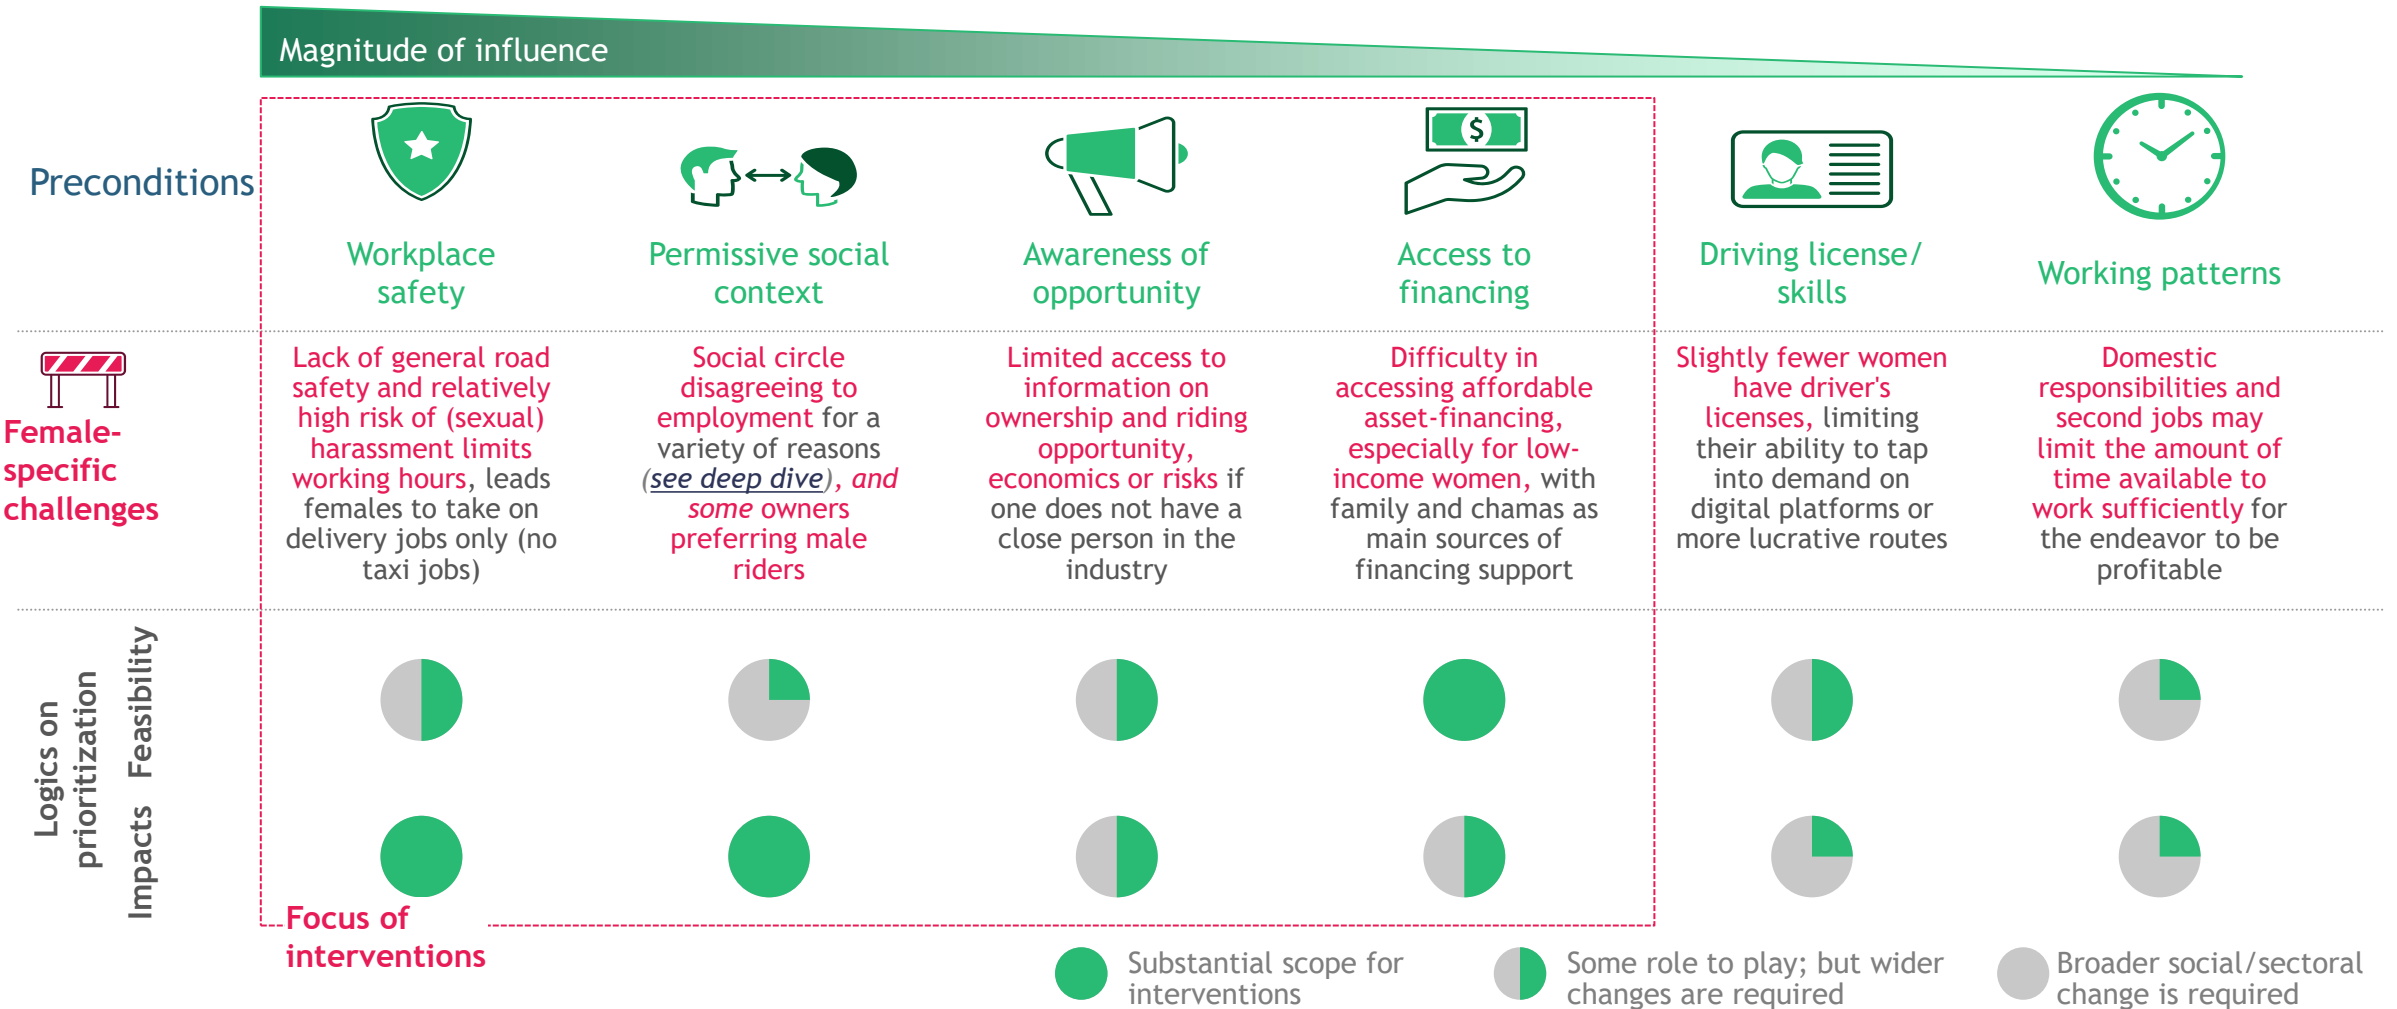 Magnitude of influence
Preconditions
Workplace
safety
Permissive social
context
Awareness of
opportunity
Access to
financing
Driving license/
skills
Working patterns
Female-
specific
challenges
Lack of general road
safety and relatively
high risk of (sexual)
harassment limits
working hours, leads
females to take on
delivery jobs only (no
taxi jobs)
Social circle
disagreeing to
employment for a
variety of reasons
(see deep dive), and
some owners
preferring male
riders
Limited access to
information on
ownership and riding
opportunity,
economics or risks if
one does not have a
close person in the
industry
Difficulty in
accessing affordable
asset-financing,
especially for low-
income women, with
family and chamas as
main sources of
financing support
Slightly fewer women
have driver's
licenses, limiting
their ability to tap
into demand on
digital platforms or
more lucrative routes
Domestic
responsibilities and
second jobs may
limit the amount of
time available to
work sufficiently for
the endeavor to be
profitable
Logics on
prioritization
Feasibility
Impacts
Focus of
interventions
Substantial scope for
interventions
Some role to play; but wider
changes are required
Broader social/sectoral
change is required